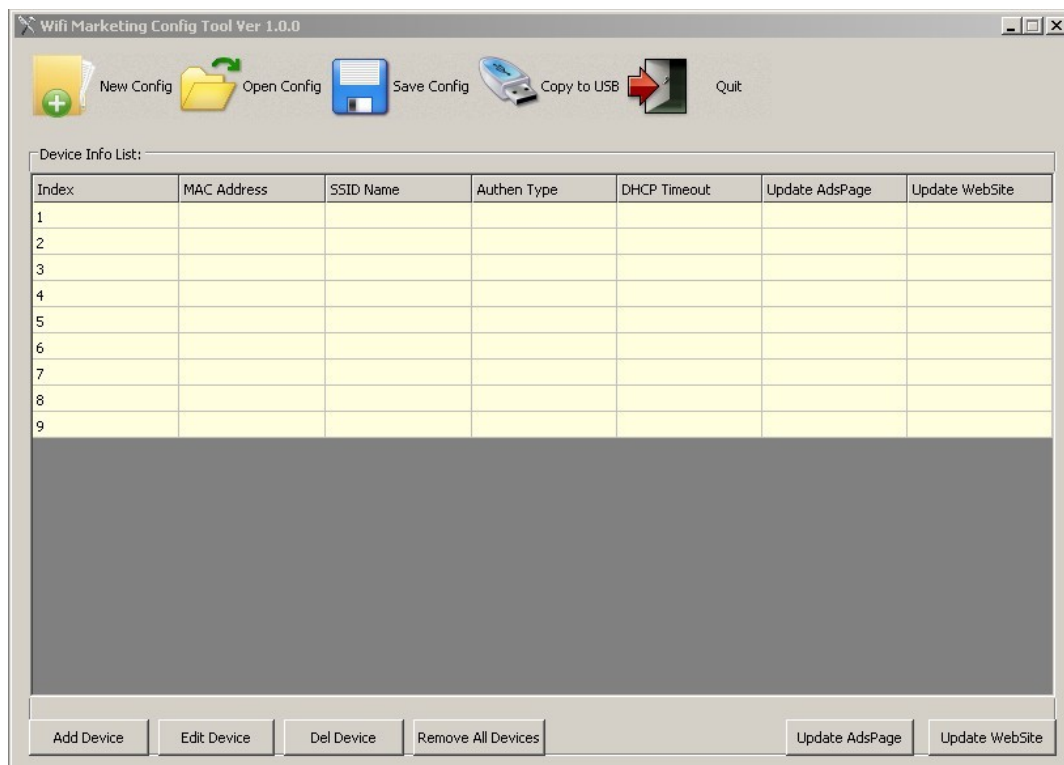 Wifi Marketing Config Tool Ver 1.0.0
New Config Open Config Save Config Copy to USB Quit
Device Info List:
Index MAC Address SSID Name Authen Type DHCP Timeout Update AdsPage Update WebSite
1
2
3
4
5
6
7
8
9
Add Device Edit Device Del Device Remove All Devices Update AdsPage Update WebSite